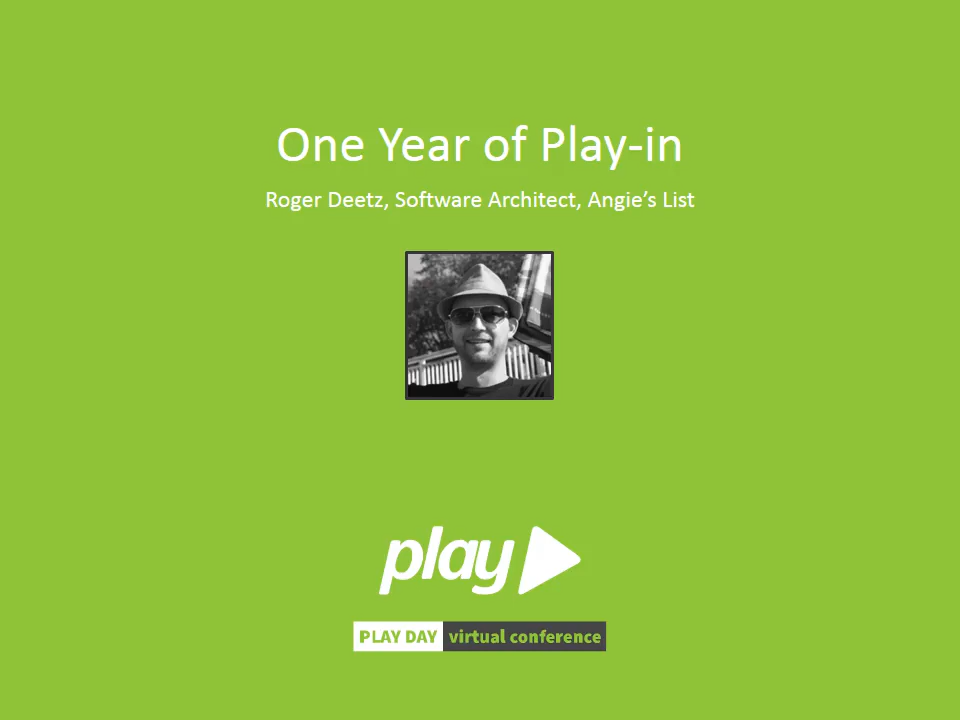 One Year of Play-in
Roger Deetz, Software Architect, Angie’s List
play
PLAY DAY virtual conference